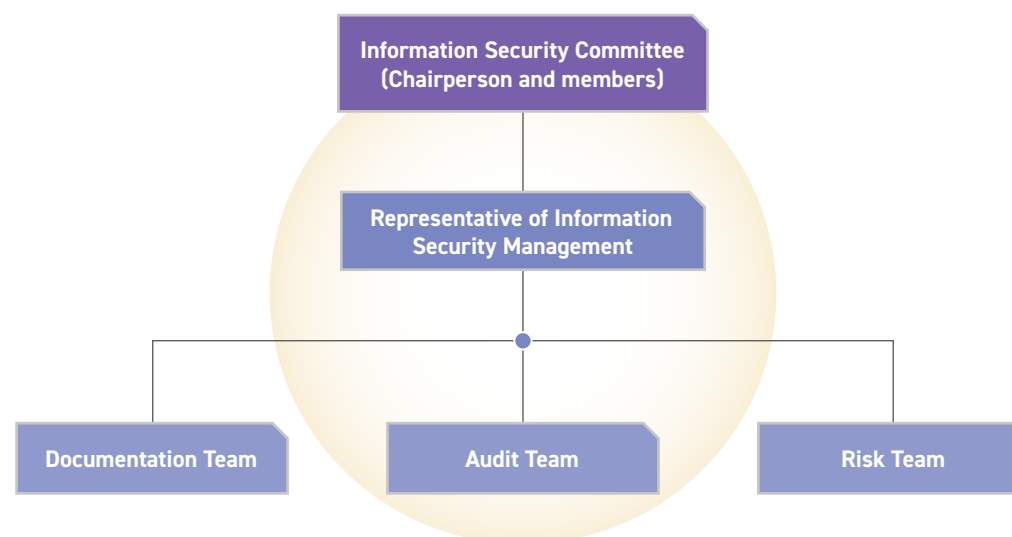 Information Security Committee
(Chairperson and members)
Representative of Information
Security Management
Documentation Team
Audit Team
Risk Team